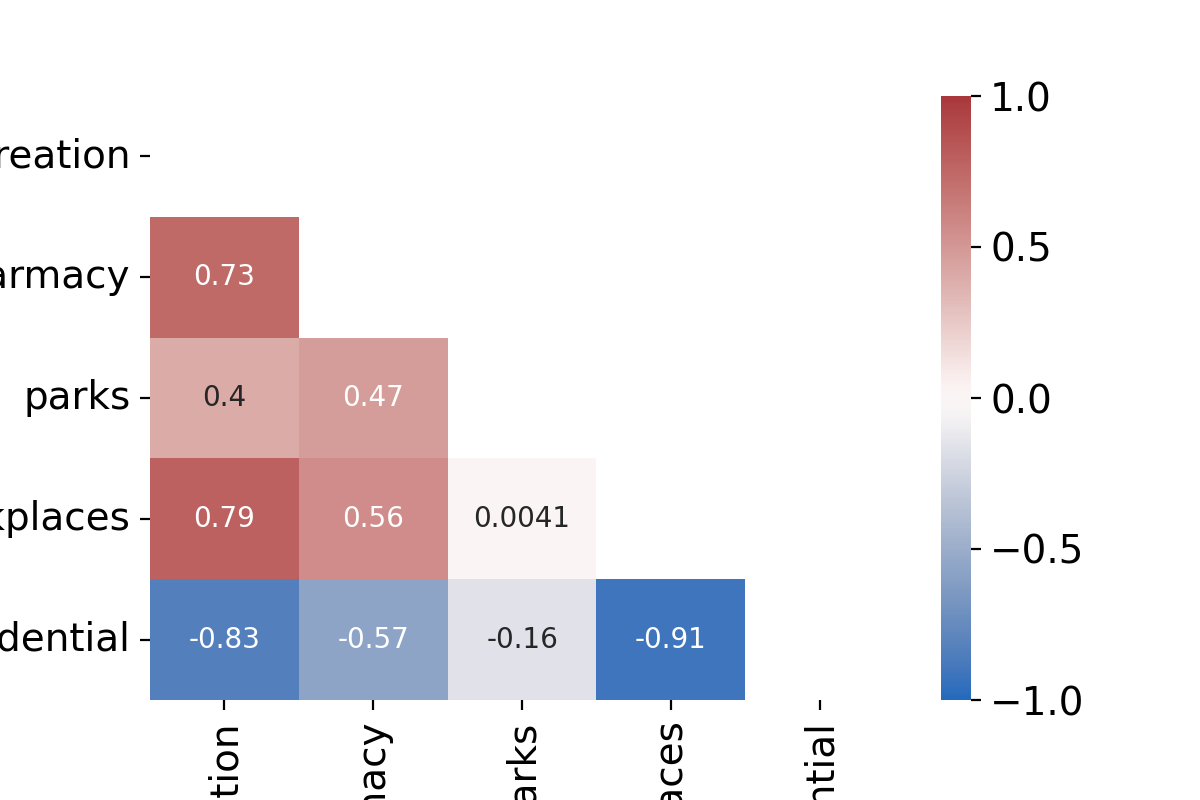 1.0
reation
0.5
armacy
0.73
parks
0.4 0.47
0.0
kplaces
0.79 0.56 0.0041
−0.5
dential
-0.83 -0.57 -0.16 -0.91
−1.0
tion
macy
arks
aces
ntial